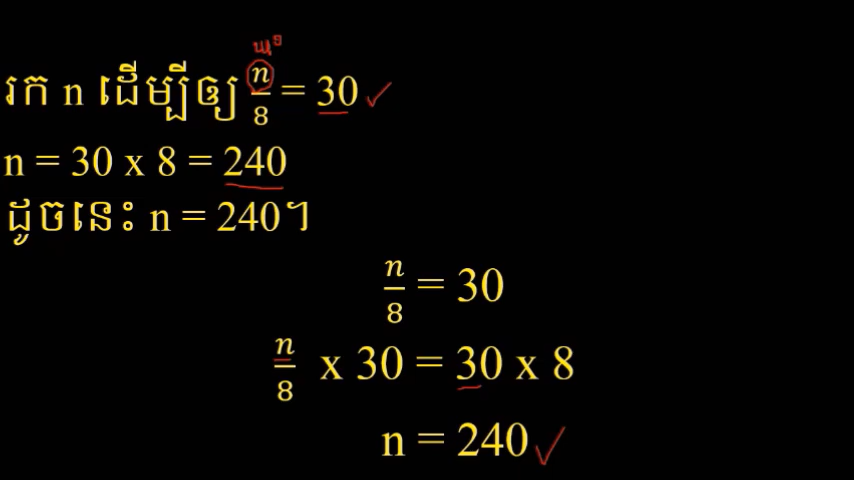 រក n ដើម្បីឲ្យ n/8 = 30 ✓
n = 30 x 8 = 240
ដូចនេះ n = 240។
n/8 = 30
n/8 x 30 = 30 x 8
n = 240 ✓